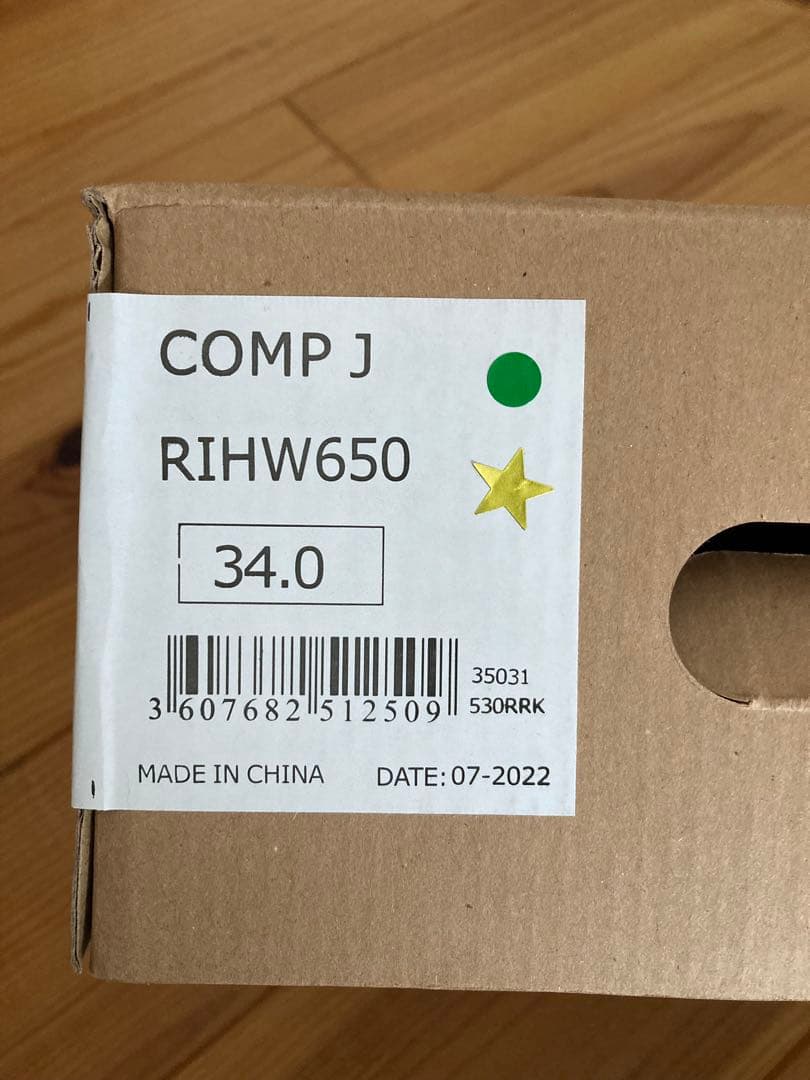 COMP J
RIHW650
34.0
35031
3 607682 512509 530RRK
MADE IN CHINA DATE: 07-2022